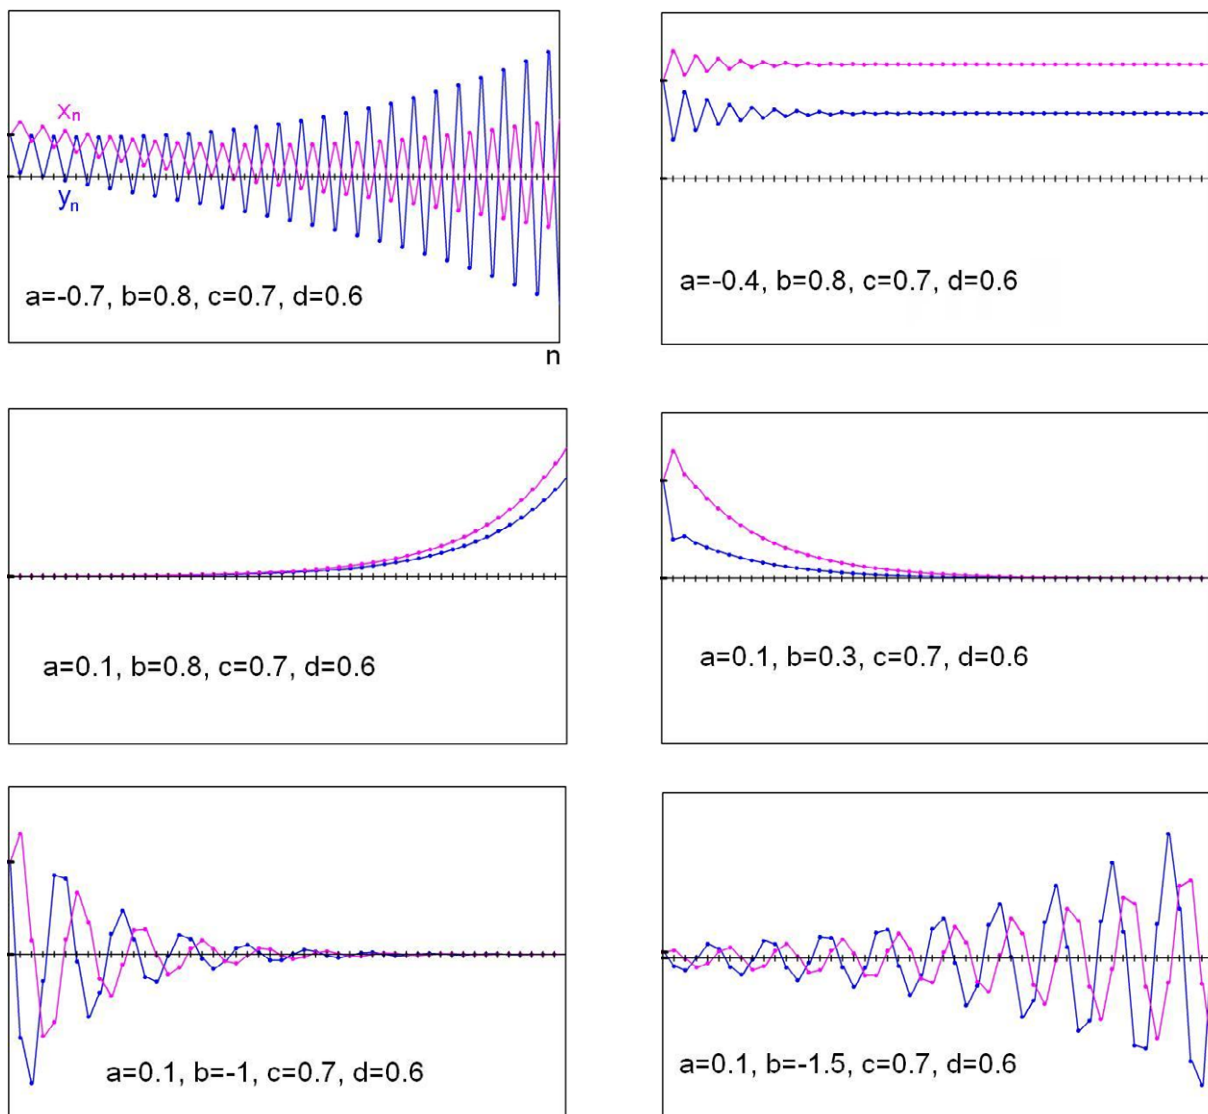 xn
yn
a=-0.7, b=0.8, c=0.7, d=0.6
n
a=-0.4, b=0.8, c=0.7, d=0.6
a=0.1, b=0.8, c=0.7, d=0.6
a=0.1, b=0.3, c=0.7, d=0.6
a=0.1, b=-1, c=0.7, d=0.6
a=0.1, b=-1.5, c=0.7, d=0.6